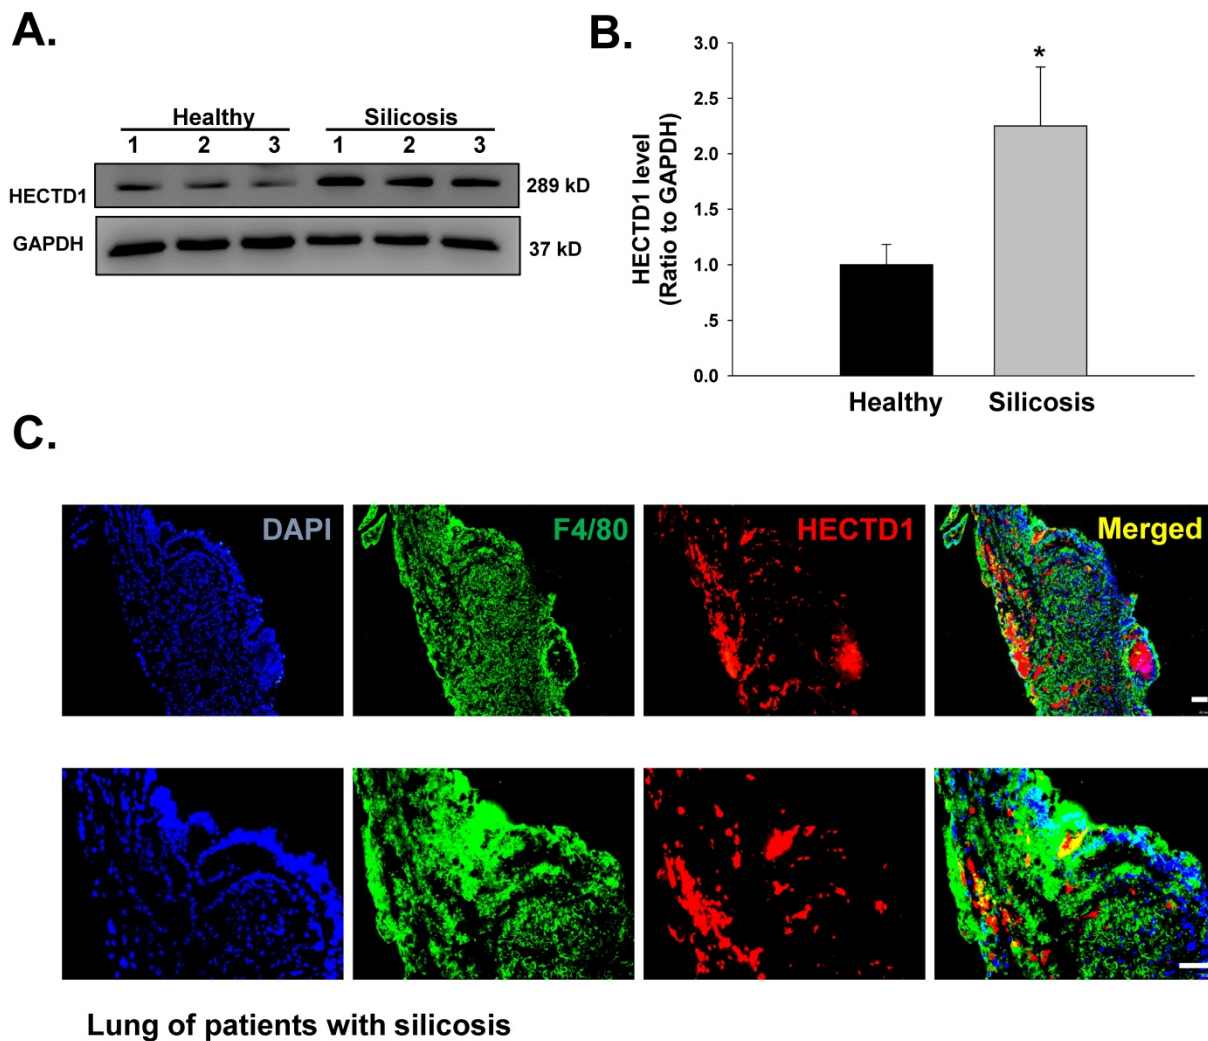 A.
Healthy Silicosis
1 2 3 1 2 3
HECTD1 289 kD
GAPDH 37 kD
B.
HECTD1 level
(Ratio to GAPDH)
3.0
2.5
2.0
1.5
1.0
.5
0.0
*
Healthy Silicosis
C.
DAPI F4/80 HECTD1 Merged
Lung of patients with silicosis